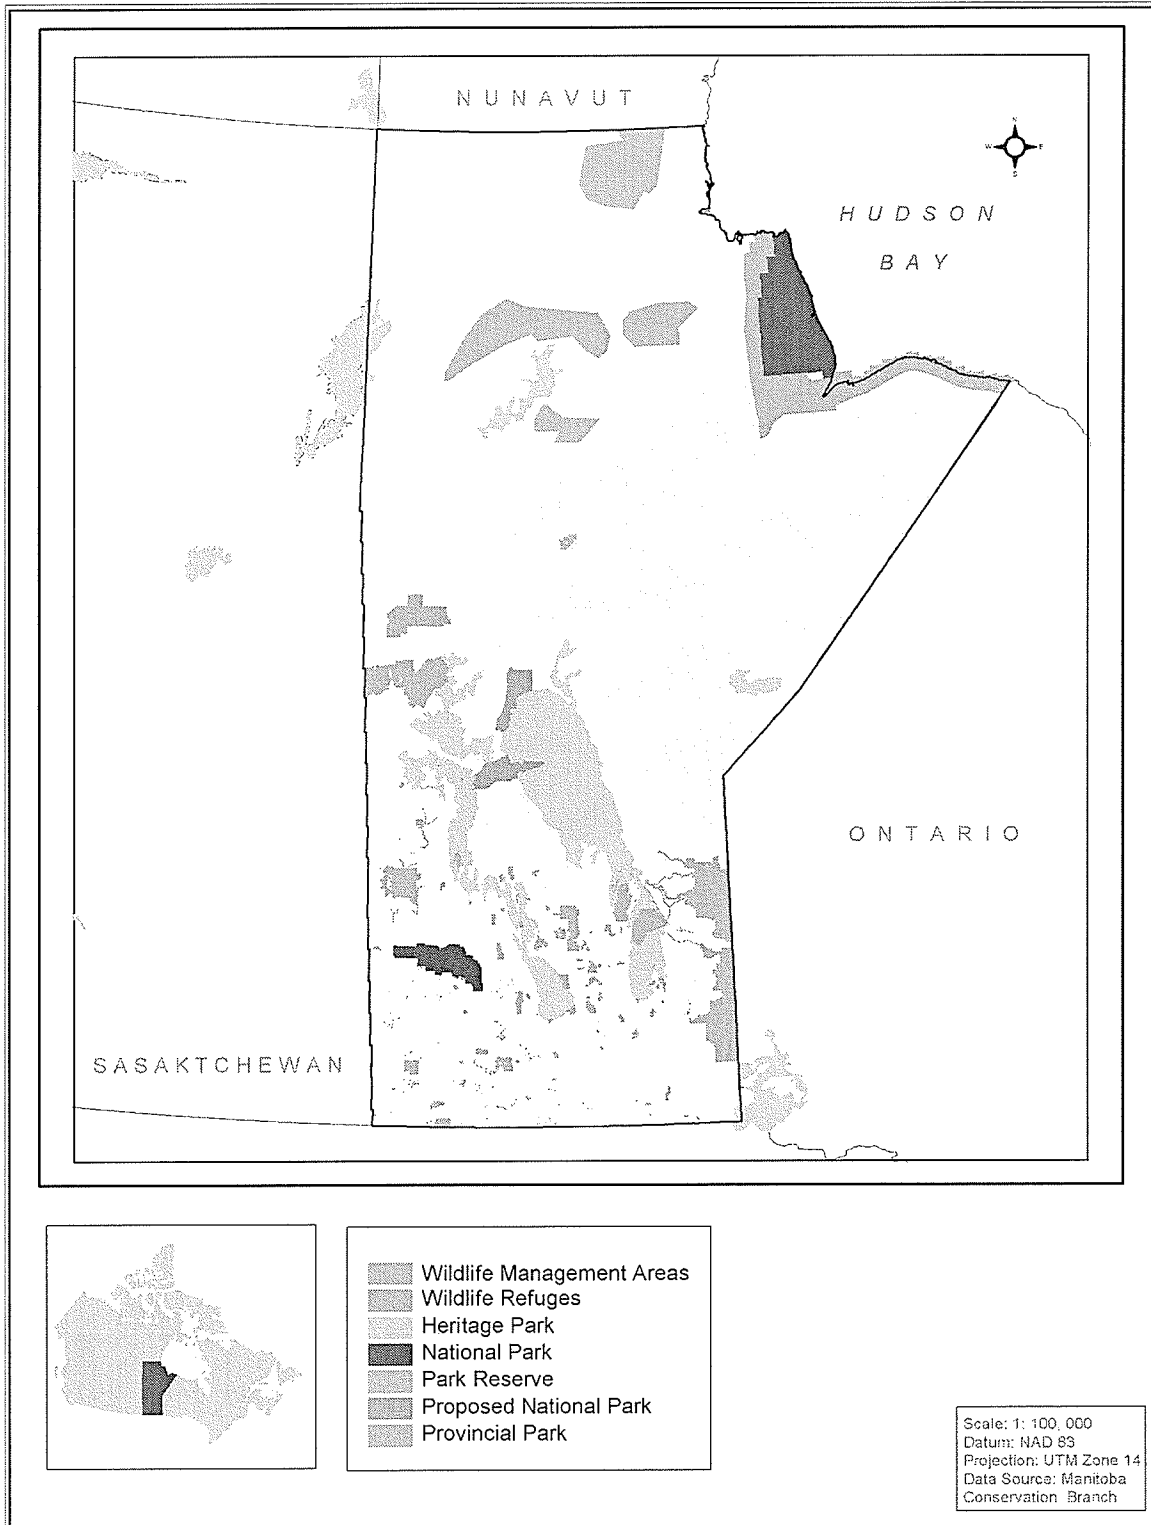 NUNAVUT
N
W E
S
HUDSON
BAY
ONTARIO
SASAKTCHEWAN
Wildlife Management Areas
Wildlife Refuges
Heritage Park
National Park
Park Reserve
Proposed National Park
Provincial Park
Scale: 1: 100, 000
Datum: NAD 83
Projection: UTM Zone 14
Data Source: Manitoba
Conservation Branch